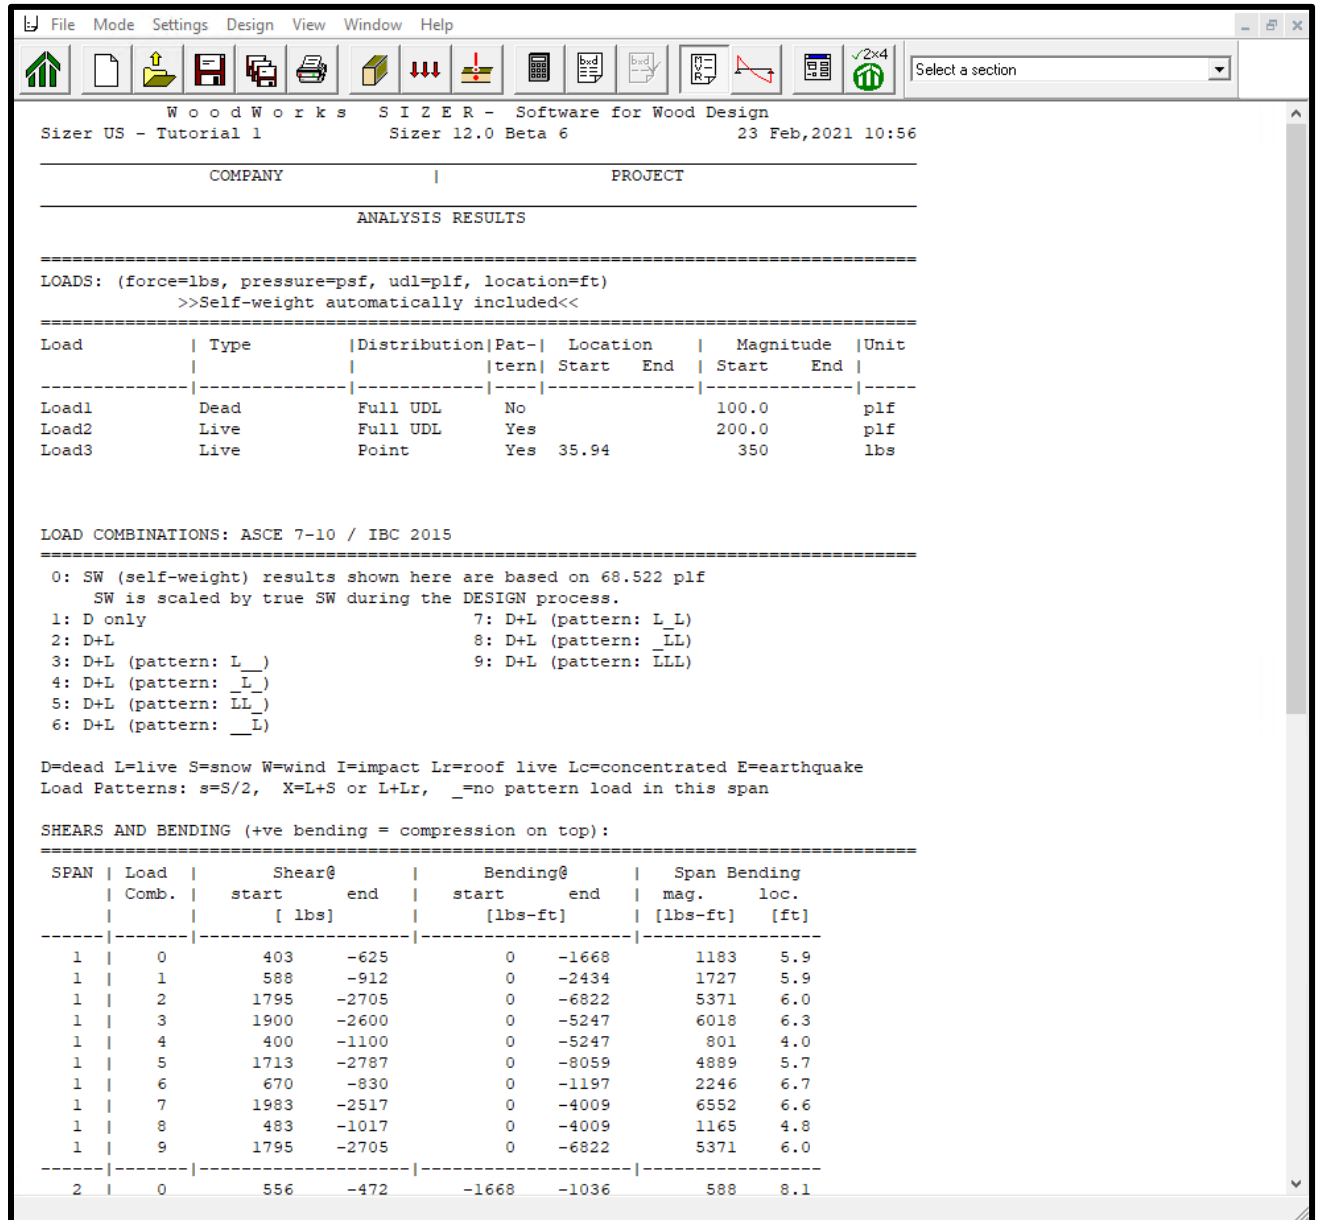 File Mode Settings Design View Window Help
bxd bxd M V R √2×4 Select a section
W o o d W o r k s   S I Z E R -  Software for Wood Design
Sizer US - Tutorial 1   Sizer 12.0 Beta 6   23 Feb,2021 10:56
COMPANY | PROJECT
ANALYSIS RESULTS
LOADS: (force=lbs, pressure=psf, udl=plf, location=ft)
>>Self-weight automatically included<<
Load | Type |Distribution|Pat-| Location | Magnitude |Unit
| | |tern| Start End | Start End |
Load1 Dead Full UDL No 100.0 plf
Load2 Live Full UDL Yes 200.0 plf
Load3 Live Point Yes 35.94 350 lbs
LOAD COMBINATIONS: ASCE 7-10 / IBC 2015
0: SW (self-weight) results shown here are based on 68.522 plf
SW is scaled by true SW during the DESIGN process.
1: D only 7: D+L (pattern: L_L)
2: D+L 8: D+L (pattern: _LL)
3: D+L (pattern: L__) 9: D+L (pattern: LLL)
4: D+L (pattern: _L_)
5: D+L (pattern: LL_)
6: D+L (pattern: __L)
D=dead L=live S=snow W=wind I=impact Lr=roof live Lc=concentrated E=earthquake
Load Patterns: s=S/2, X=L+S or L+Lr, _=no pattern load in this span
SHEARS AND BENDING (+ve bending = compression on top):
SPAN | Load | Shear@ | Bending@ | Span Bending
| Comb. | start end | start end | mag. loc.
| | [ lbs] | [lbs-ft] | [lbs-ft] [ft]
1 | 0 403 -625 0 -1668 1183 5.9
1 | 1 588 -912 0 -2434 1727 5.9
1 | 2 1795 -2705 0 -6822 5371 6.0
1 | 3 1900 -2600 0 -5247 6018 6.3
1 | 4 400 -1100 0 -5247 801 4.0
1 | 5 1713 -2787 0 -8059 4889 5.7
1 | 6 670 -830 0 -1197 2246 6.7
1 | 7 1983 -2517 0 -4009 6552 6.6
1 | 8 483 -1017 0 -4009 1165 4.8
1 | 9 1795 -2705 0 -6822 5371 6.0
2 | 0 556 -472 -1668 -1036 588 8.1